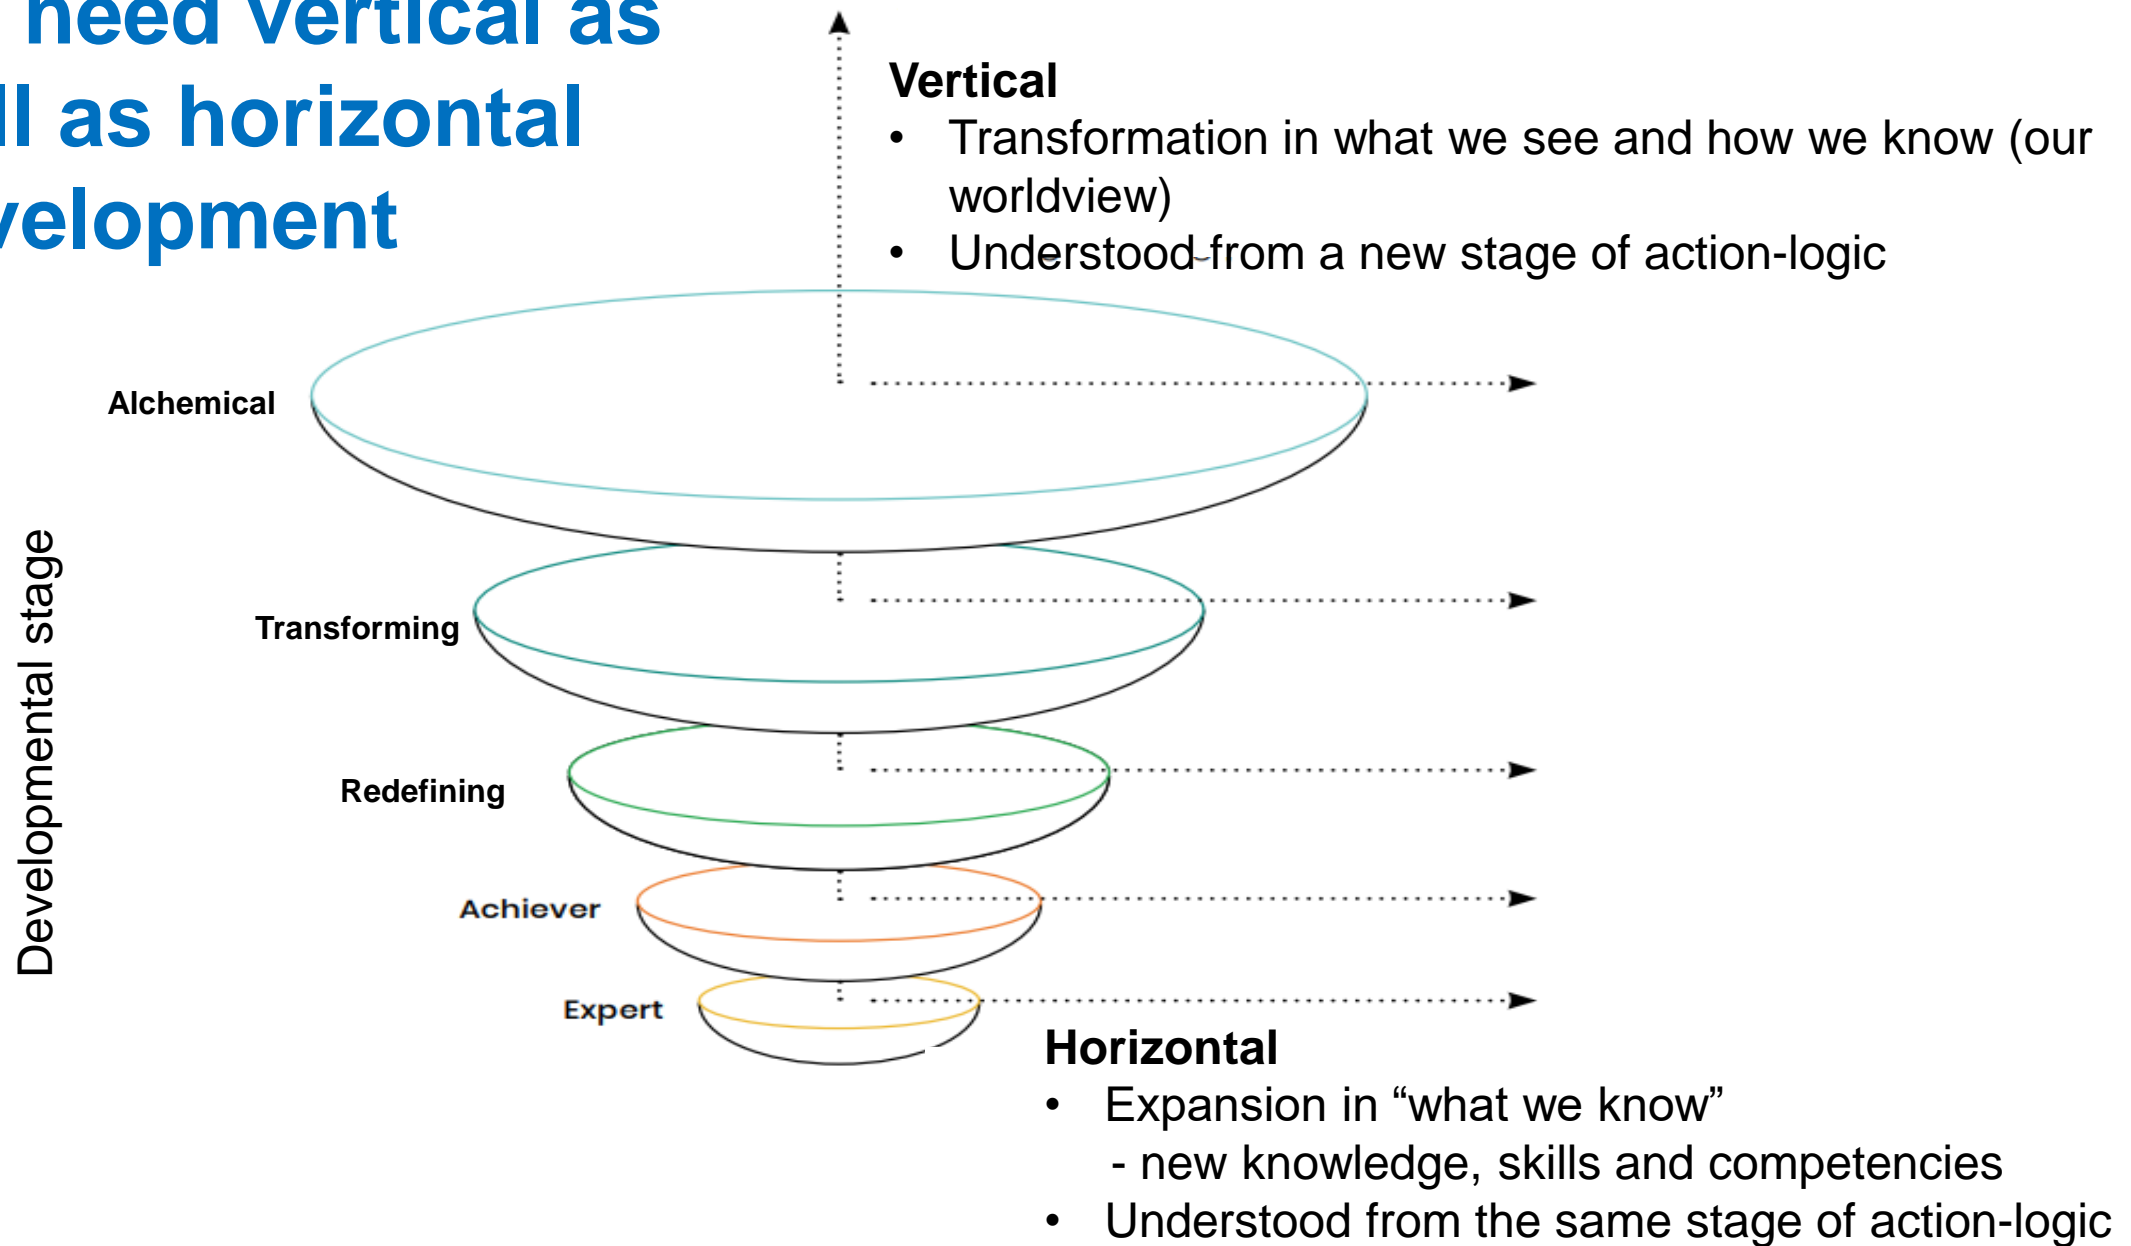 need vertical as
ll as horizontal
velopment
Vertical
• Transformation in what we see and how we know (our
worldview)
• Understood from a new stage of action-logic
Alchemical
Transforming
Redefining
Achiever
Expert
Developmental stage
Horizontal
• Expansion in “what we know”
- new knowledge, skills and competencies
• Understood from the same stage of action-logic